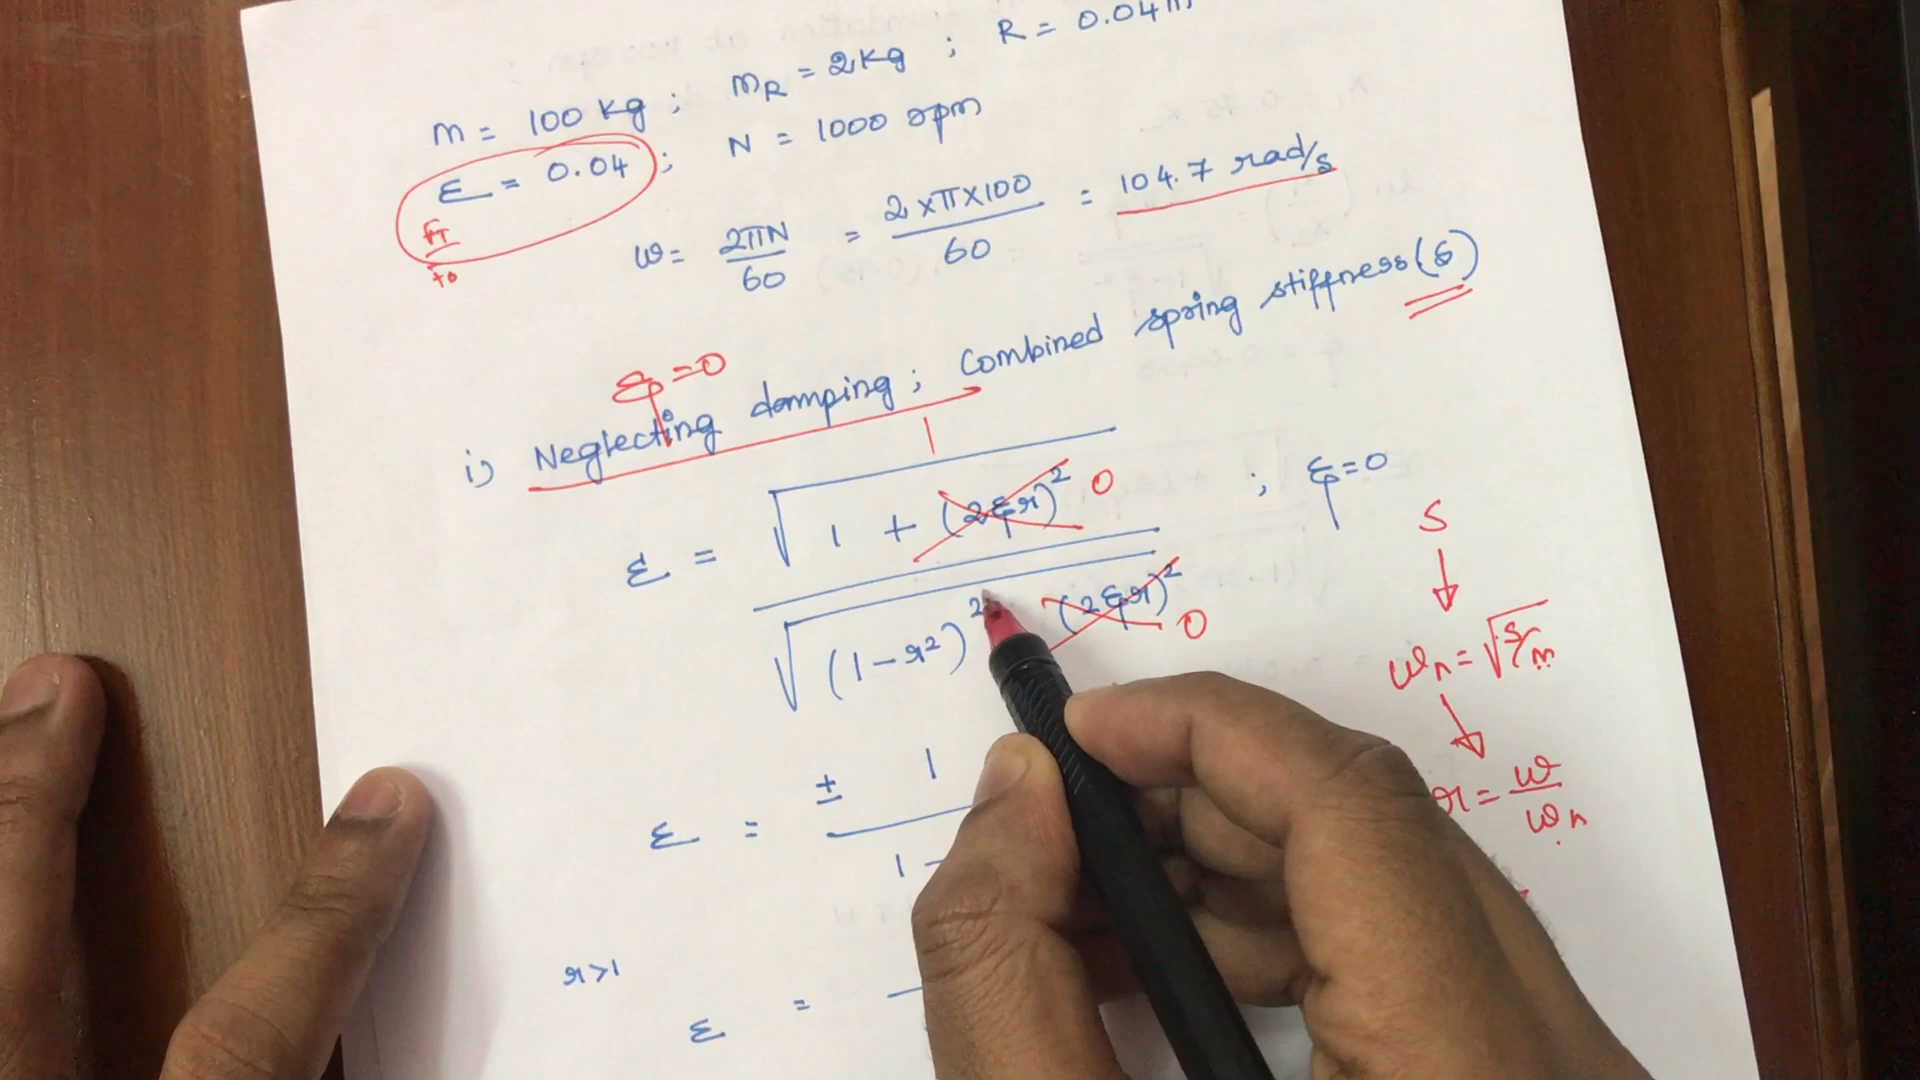 m = 100 kg ; mR = 2kg ; R = 0.04m
ε = 0.04 ; N = 1000 rpm
FT
F0
ω = 2πN/60 = 2×π×100/60 = 104.7 rad/s
ξ=0
i) Neglecting damping ; Combined spring stiffness (s)
1
ε = √(1 + (2ξr)²) 0 ; ξ=0
√((1-r²)² (2ξr)²) 0
s
↓
ωn = √s/m
r = ω/ωn
ε = ± 1
1 -
r>1
ε =